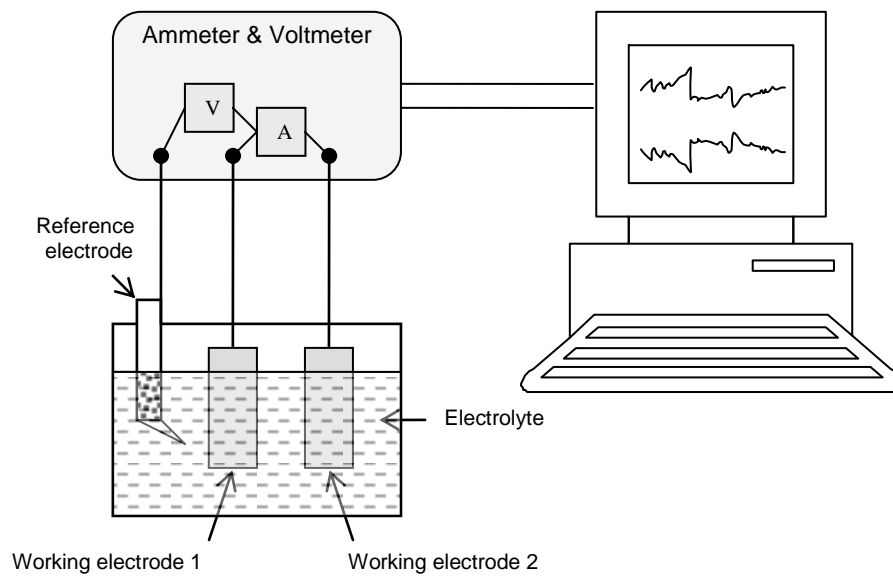 Ammeter & Voltmeter
V
A
Reference
electrode
Electrolyte
Working electrode 1
Working electrode 2